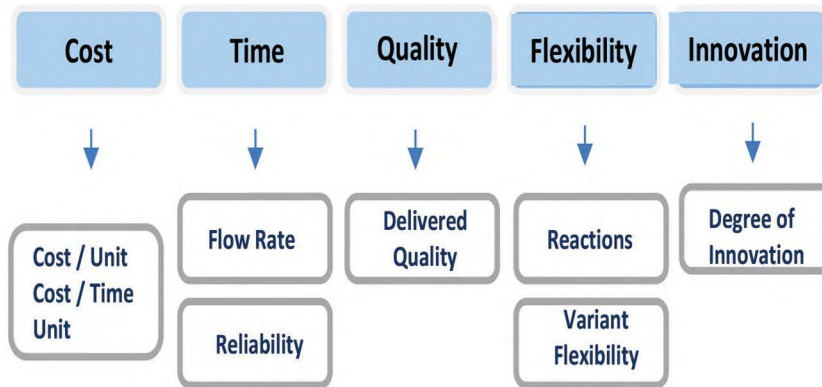 Cost
Time
Quality
Flexibility
Innovation
Cost / Unit
Cost / Time
Unit
Flow Rate
Reliability
Delivered
Quality
Reactions
Variant
Flexibility
Degree of
Innovation